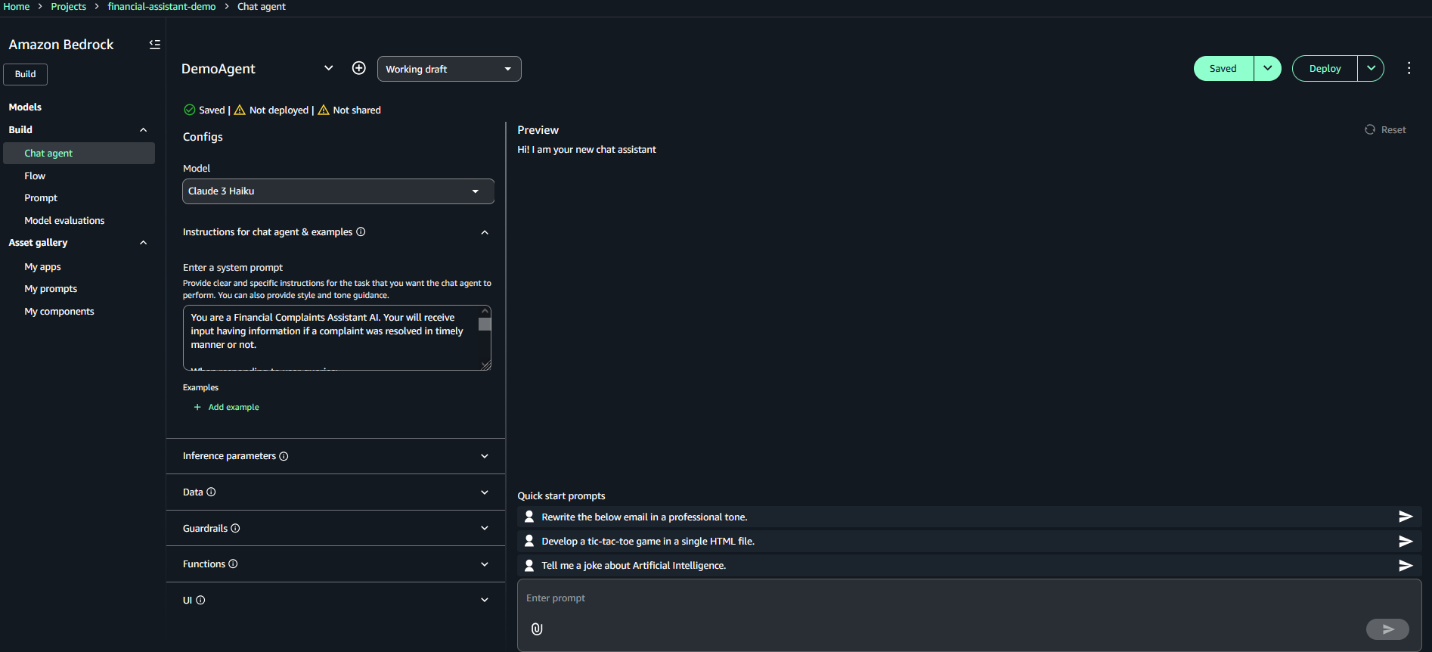 Home > Projects > financial-assistant-demo > Chat agent
Amazon Bedrock
Build
Models
Build
Chat agent
Flow
Prompt
Model evaluations
Asset gallery
My apps
My prompts
My components
DemoAgent
Working draft
Saved
Deploy
Saved | Not deployed | Not shared
Configs
Model
Claude 3 Haiku
Instructions for chat agent & examples
Enter a system prompt
Provide clear and specific instructions for the task that you want the chat agent to
perform. You can also provide style and tone guidance.
You are a Financial Complaints Assistant AI. Your will receive
input having information if a complaint was resolved in timely
manner or not.
Examples
+ Add example
Inference parameters
Data
Guardrails
Functions
UI
Preview
Reset
Hi! I am your new chat assistant
Quick start prompts
Rewrite the below email in a professional tone.
Develop a tic-tac-toe game in a single HTML file.
Tell me a joke about Artificial Intelligence.
Enter prompt